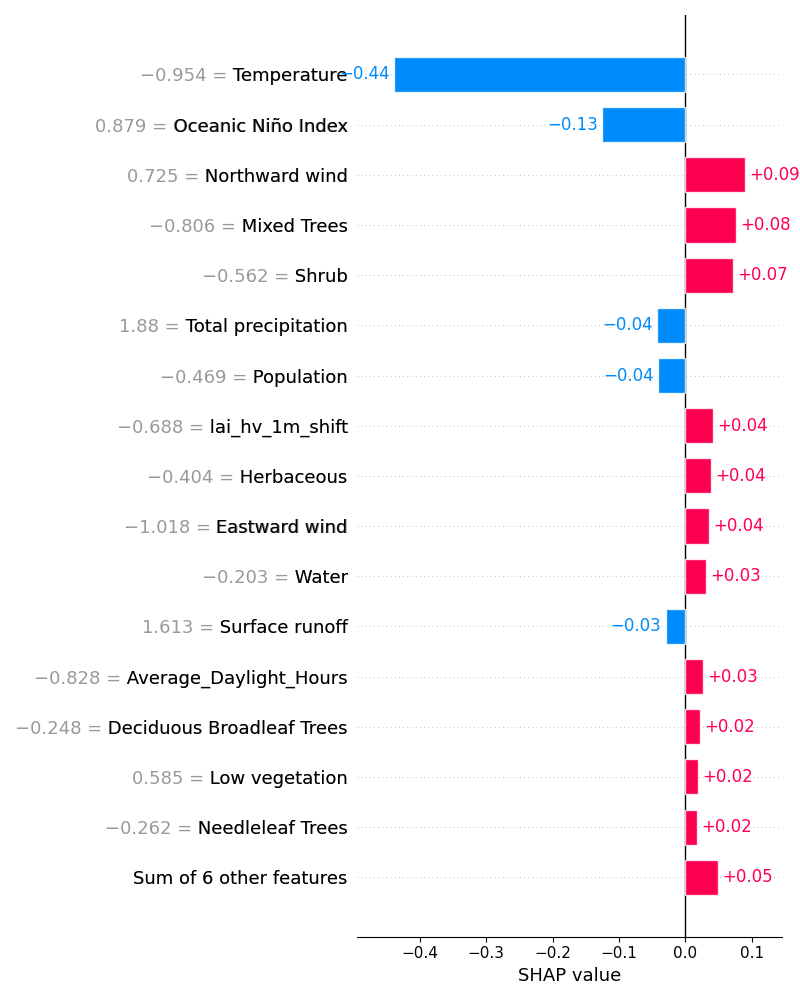 −0.954 = Temperature −0.44
0.879 = Oceanic Niño Index −0.13
0.725 = Northward wind +0.09
−0.806 = Mixed Trees +0.08
−0.562 = Shrub +0.07
1.88 = Total precipitation −0.04
−0.469 = Population −0.04
−0.688 = lai_hv_1m_shift +0.04
−0.404 = Herbaceous +0.04
−1.018 = Eastward wind +0.04
−0.203 = Water +0.03
1.613 = Surface runoff −0.03
−0.828 = Average_Daylight_Hours +0.03
−0.248 = Deciduous Broadleaf Trees +0.02
0.585 = Low vegetation +0.02
−0.262 = Needleleaf Trees +0.02
Sum of 6 other features +0.05
−0.4 −0.3 −0.2 −0.1 0.0 0.1
SHAP value